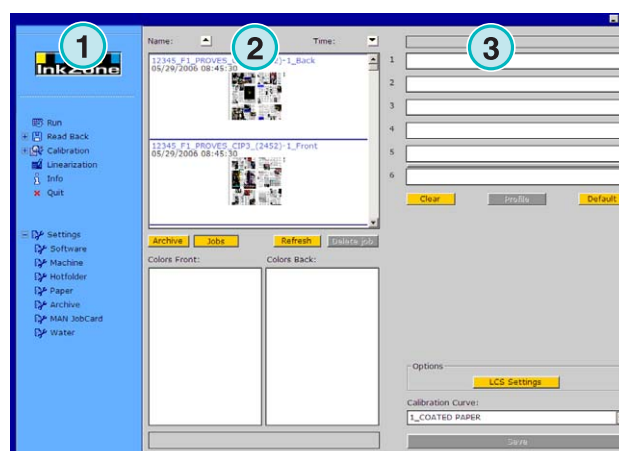 1
2
3
InkZone
Run
Read Back
Calibration
Linearization
Info
Quit
Settings
Software
Machine
Hotfolder
Paper
Archive
MAN JobCard
Water
Name:
Time:
12345_F1_PROVES_CIP3_(2452)-1_Back
05/29/2006 08:45:30
12345_F1_PROVES_CIP3_(2452)-1_Front
05/29/2006 08:45:30
Archive
Jobs
Refresh
Delete job
Colors Front:
Colors Back:
1
2
3
4
5
6
Clear
Profile
Default
Options
LCS Settings
Calibration Curve:
1_COATED PAPER
Save